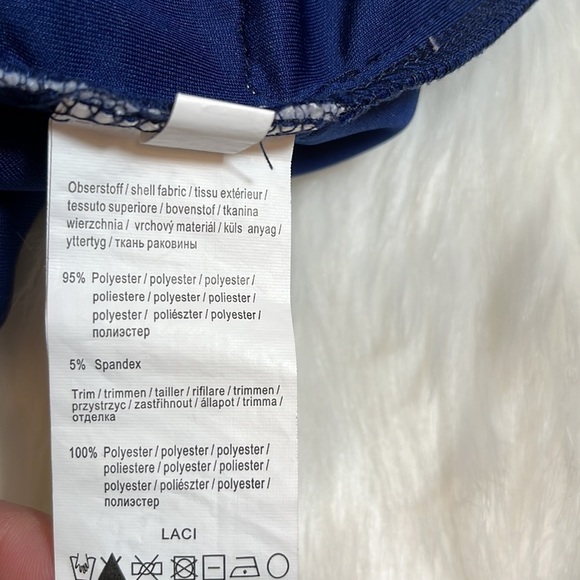 Obserstoff / shell fabric / tissu extérieur /
tessuto superiore / bovenstof / tkanina
wierzchnia / vrchový materiál / küls anyag /
yttertyg / ткань раковины
95% Polyester / polyester / polyester /
poliestere / polyester / poliester /
polyester / poliészter / polyester /
полиэстер
5% Spandex
Trim / trimmen / tailler / rifilare / trimmen /
przystrzyc / zastřihnout / állapot / trimma /
отделка
100% Polyester / polyester / polyester /
poliestere / polyester / poliester /
polyester / poliészter / polyester /
полиэстер
LACI